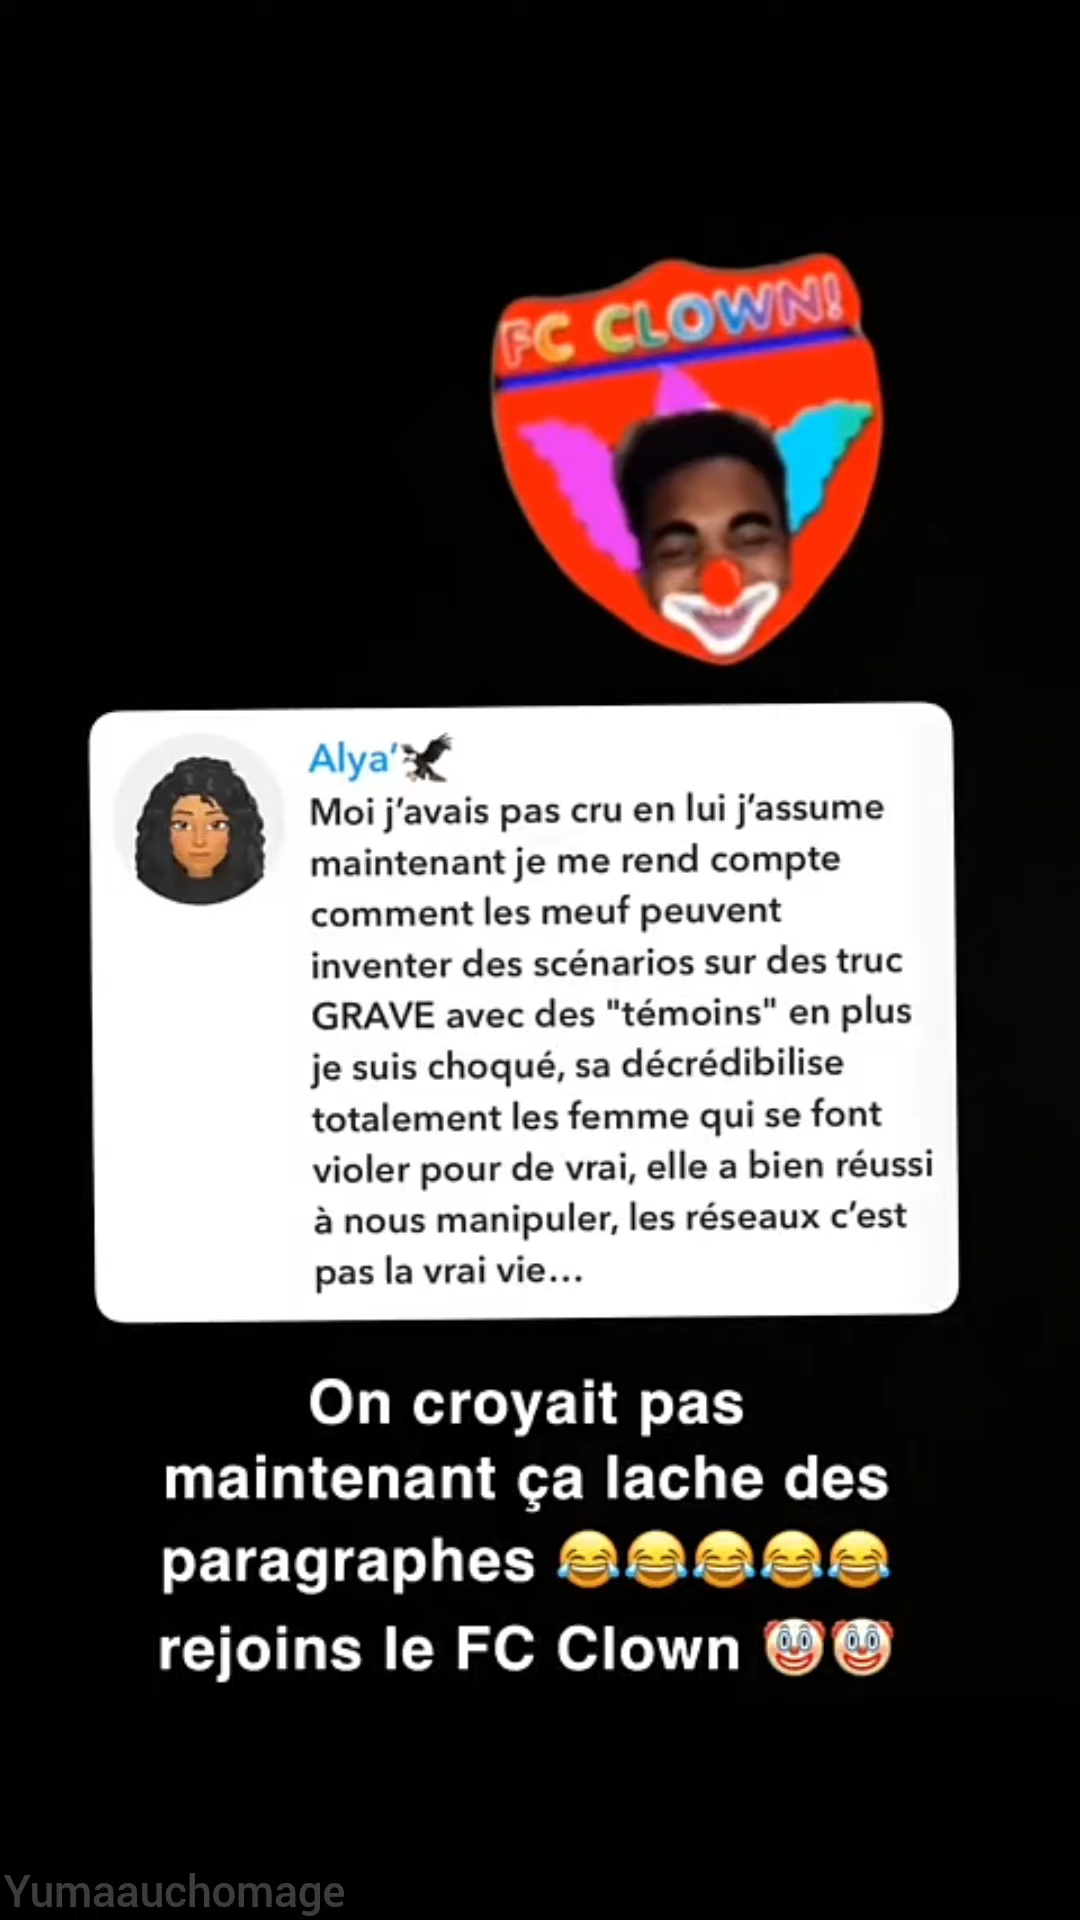 FC CLOWN!
Alya’🦅
Moi j’avais pas cru en lui j’assume
maintenant je me rend compte
comment les meuf peuvent
inventer des scénarios sur des truc
GRAVE avec des "témoins" en plus
je suis choqué, sa décrédibilise
totalement les femme qui se font
violer pour de vrai, elle a bien réussi
à nous manipuler, les réseaux c’est
pas la vrai vie...
On croyait pas
maintenant ça lache des
paragraphes 😂😂😂😂😂
rejoins le FC Clown 🤡🤡
Yumaauchomage